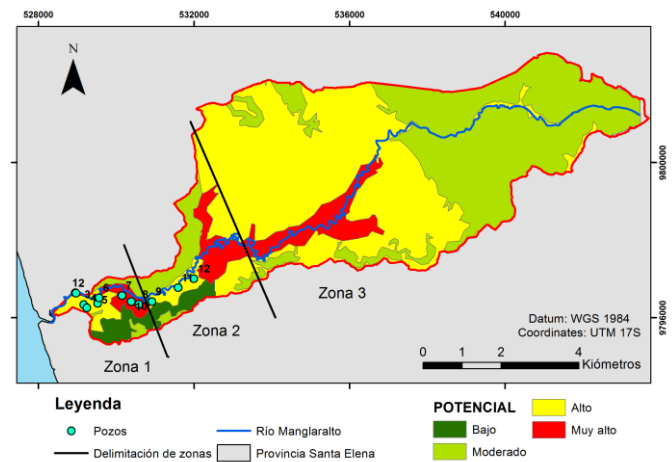 528000 532000 536000 540000
N
9800000
9796000
12 3 4 5 6 7 8 9 10 11 12
Zona 1
Zona 2
Zona 3
Datum: WGS 1984
Coordinates: UTM 17S
0 1 2 4
Kiómetros
Leyenda
Pozos
Río Manglaralto
Delimitación de zonas
Provincia Santa Elena
POTENCIAL
Bajo
Moderado
Alto
Muy alto